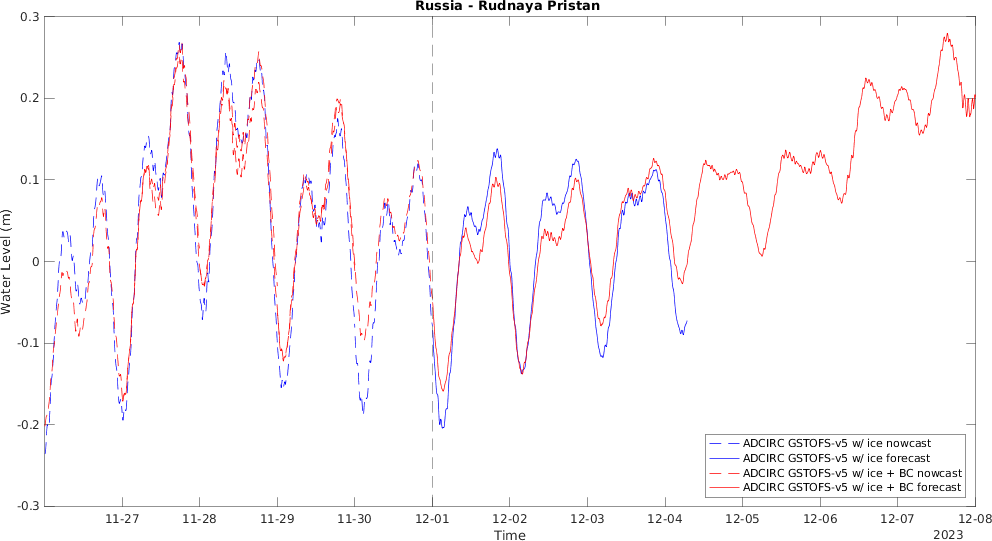 Russia - Rudnaya Pristan
0.3
0.2
0.1
0
-0.1
-0.2
-0.3
Water Level (m)
ADCIRC GSTOFS-v5 w/ ice nowcast
ADCIRC GSTOFS-v5 w/ ice forecast
ADCIRC GSTOFS-v5 w/ ice + BC nowcast
ADCIRC GSTOFS-v5 w/ ice + BC forecast
11-27 11-28 11-29 11-30 12-01 12-02 12-03 12-04 12-05 12-06 12-07 12-08
Time
2023